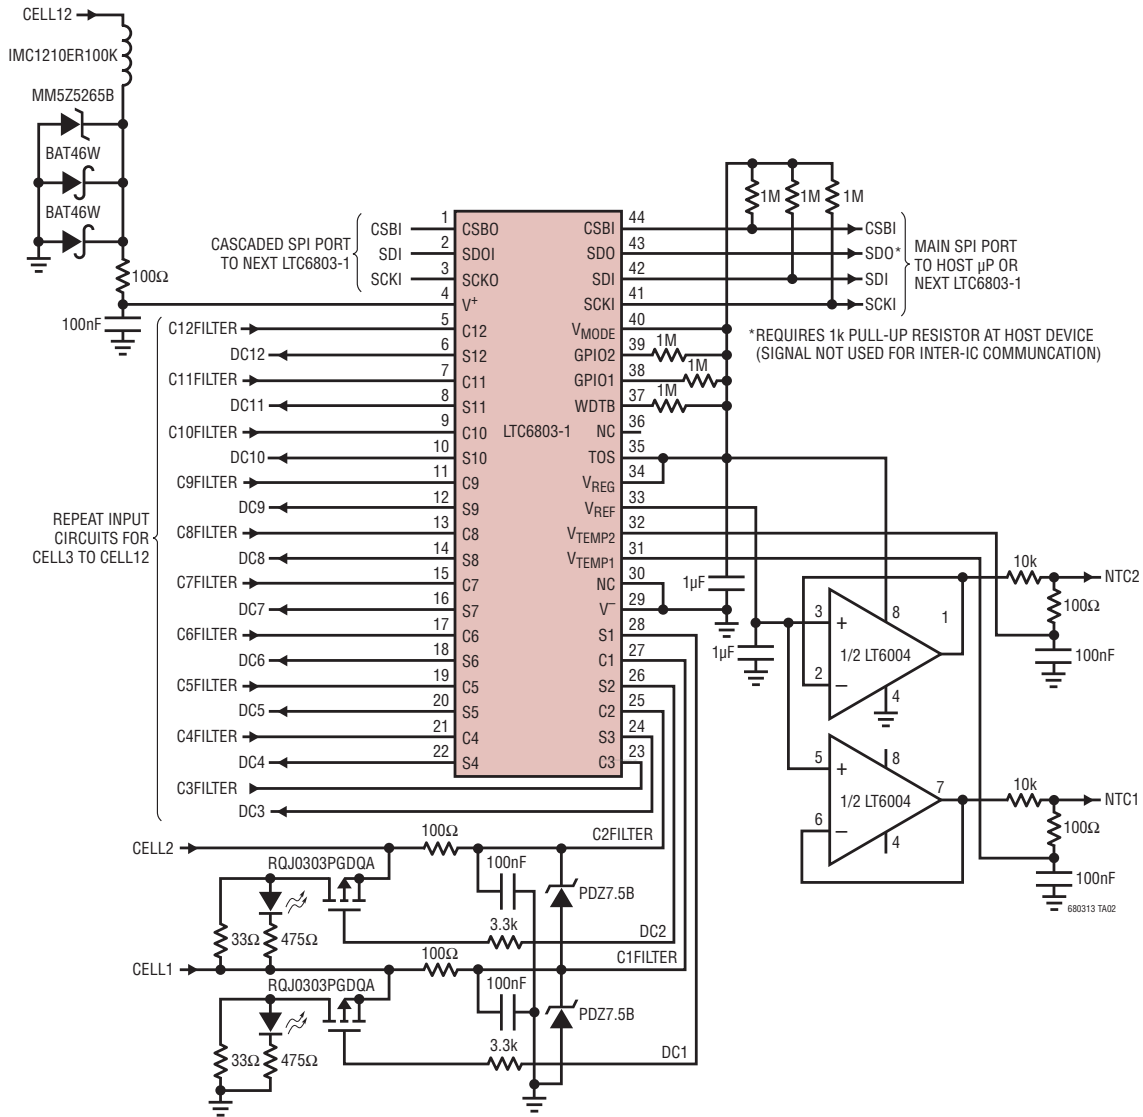 CELL12
IMC1210ER100K
MM5Z5265B
BAT46W
BAT46W
100Ω
100nF
CASCADED SPI PORT
TO NEXT LTC6803-1
CSBI
SDI
SCKI
REPEAT INPUT
CIRCUITS FOR
CELL3 TO CELL12
C12FILTER
DC12
C11FILTER
DC11
C10FILTER
DC10
C9FILTER
DC9
C8FILTER
DC8
C7FILTER
DC7
C6FILTER
DC6
C5FILTER
DC5
C4FILTER
DC4
C3FILTER
DC3
1
2
3
4
5
6
7
8
9
10
11
12
13
14
15
16
17
18
19
20
21
22
CSBO
SDOI
SCKO
V+
C12
S12
C11
S11
C10
S10
C9
S9
C8
S8
C7
S7
C6
S6
C5
S5
C4
S4
LTC6803-1
CSBI
SDO
SDI
SCKI
VMODE
GPIO2
GPIO1
WDTB
NC
TOS
VREG
VREF
VTEMP2
VTEMP1
NC
V–
S1
C1
S2
C2
S3
C3
44
43
42
41
40
39
38
37
36
35
34
33
32
31
30
29
28
27
26
25
24
23
1M
1M
1M
1M
1M
1M
CSBI
SDO*
SDI
SCKI
MAIN SPI PORT
TO HOST µP OR
NEXT LTC6803-1
*REQUIRES 1k PULL-UP RESISTOR AT HOST DEVICE
(SIGNAL NOT USED FOR INTER-IC COMMUNCATION)
1µF
1µF
3
2
8
1
4
+
–
1/2 LT6004
10k
NTC2
100Ω
100nF
5
6
8
7
4
+
–
1/2 LT6004
10k
NTC1
100Ω
100nF
680313 TA02
CELL2
100Ω
C2FILTER
RQJ0303PGDQA
100nF
PDZ7.5B
33Ω
475Ω
3.3k
DC2
CELL1
100Ω
C1FILTER
RQJ0303PGDQA
100nF
PDZ7.5B
33Ω
475Ω
3.3k
DC1